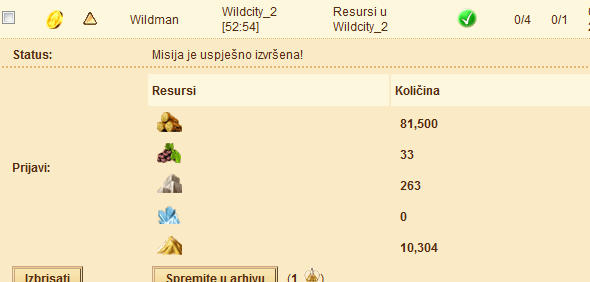 Wildman Wildcity_2 [52:54] Resursi u Wildcity_2 0/4 0/1
Status: Misija je uspješno izvršena!
Resursi Količina
81,500
33
Prijavi:
263
0
10,304
Izbrisati Spremite u arhivu (1 )